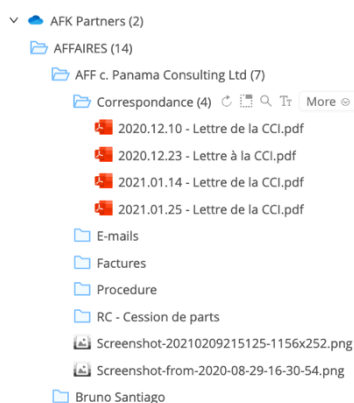 AFK Partners (2)
AFFAIRES (14)
AFF c. Panama Consulting Ltd (7)
Correspondance (4) Tт More
2020.12.10 - Lettre de la CCI.pdf
2020.12.23 - Lettre à la CCI.pdf
2021.01.14 - Lettre de la CCI.pdf
2021.01.25 - Lettre de la CCI.pdf
E-mails
Factures
Procedure
RC - Cession de parts
Screenshot-20210209215125-1156x252.png
Screenshot-from-2020-08-29-16-30-54.png
Bruno Santiago